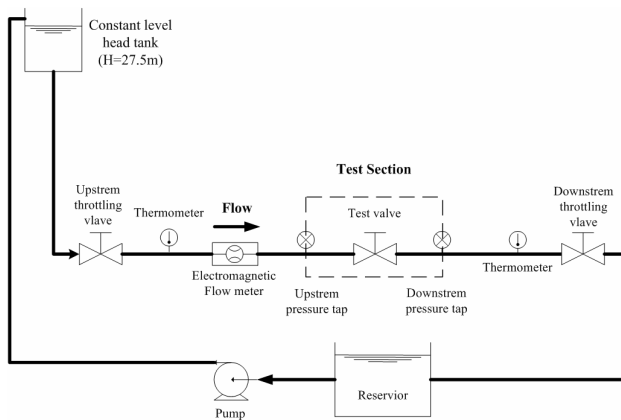 Constant level
head tank
(H=27.5m)
Test Section
Upstrem
throttling
vlave
Thermometer
Flow
Test valve
Downstrem
throttling
vlave
Electromagnetic
Flow meter
Upstrem
pressure tap
Downstrem
pressure tap
Thermometer
Reservior
Pump